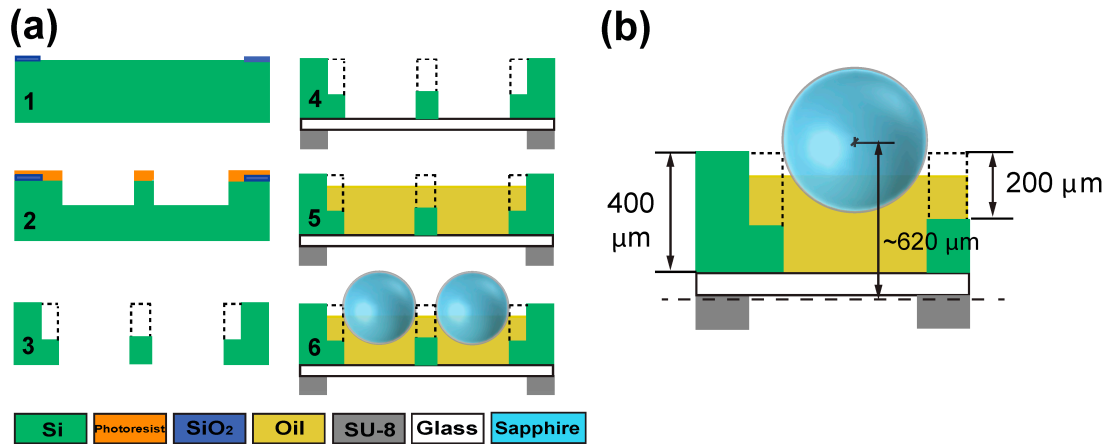 (a)
(b)
1
2
3
4
5
6
400
μm
~620 μm
200 μm
Si
Photoresist
SiO₂
Oil
SU-8
Glass
Sapphire